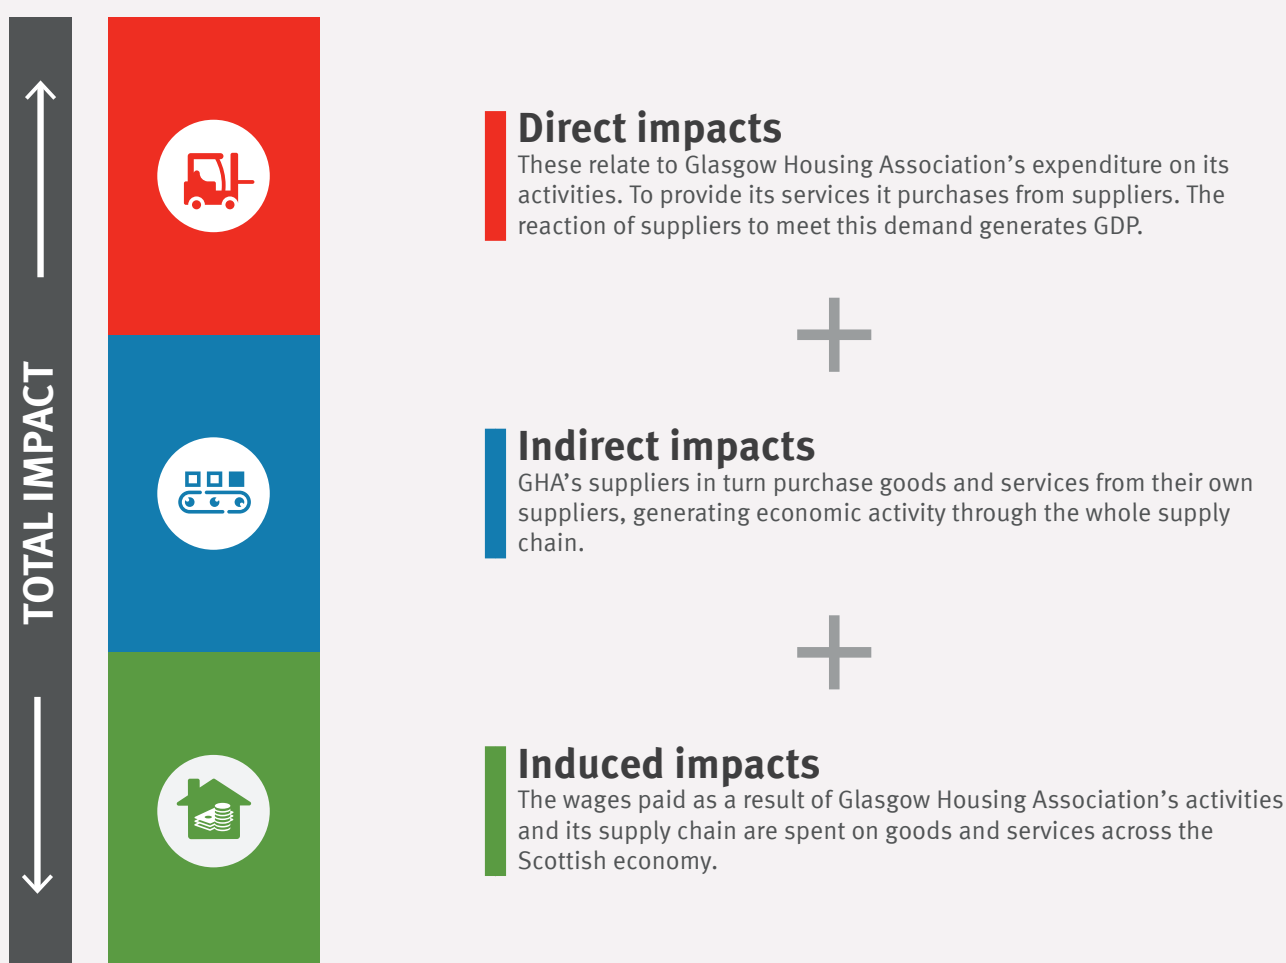 TOTAL IMPACT
Direct impacts
These relate to Glasgow Housing Association’s expenditure on its
activities. To provide its services it purchases from suppliers. The
reaction of suppliers to meet this demand generates GDP.
+
Indirect impacts
GHA’s suppliers in turn purchase goods and services from their own
suppliers, generating economic activity through the whole supply
chain.
+
Induced impacts
The wages paid as a result of Glasgow Housing Association’s activities
and its supply chain are spent on goods and services across the
Scottish economy.